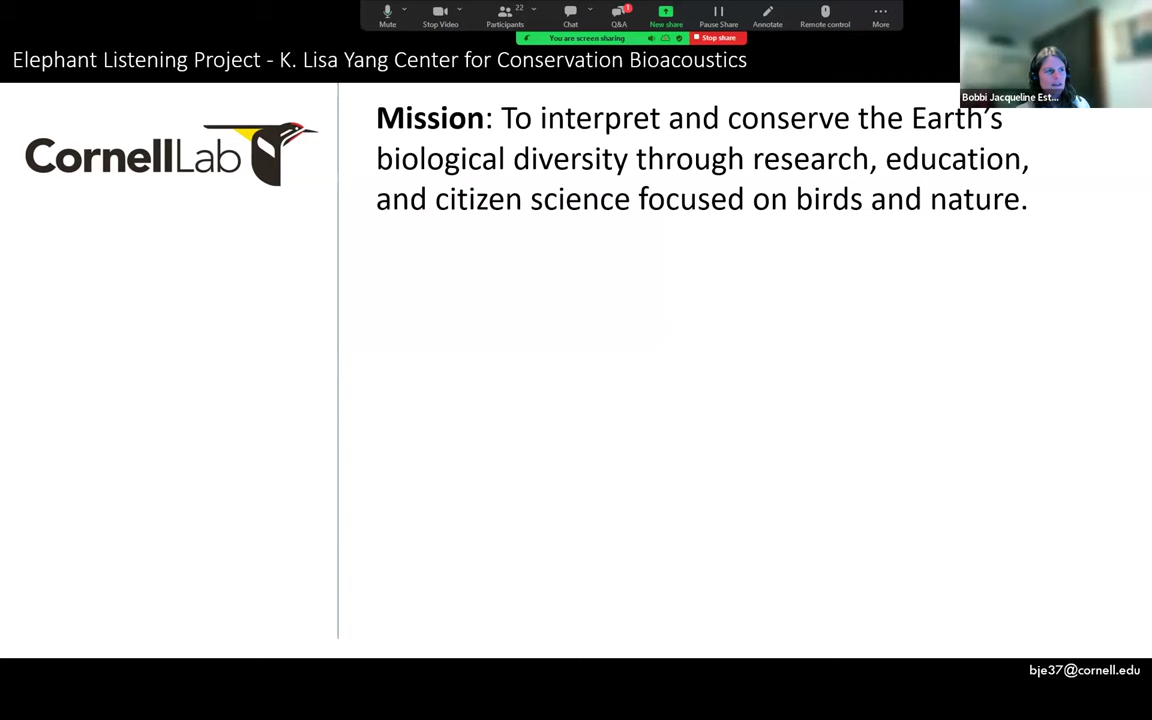 22
1
Mute
Stop Video
Participants
Chat
Q&A
New share
Pause Share
Annotate
Remote control
More
You are screen sharing
Stop share
Elephant Listening Project - K. Lisa Yang Center for Conservation Bioacoustics
Bobbi Jacqueline Est...
CornellLab
Mission: To interpret and conserve the Earth's
biological diversity through research, education,
and citizen science focused on birds and nature.
bje37@cornell.edu